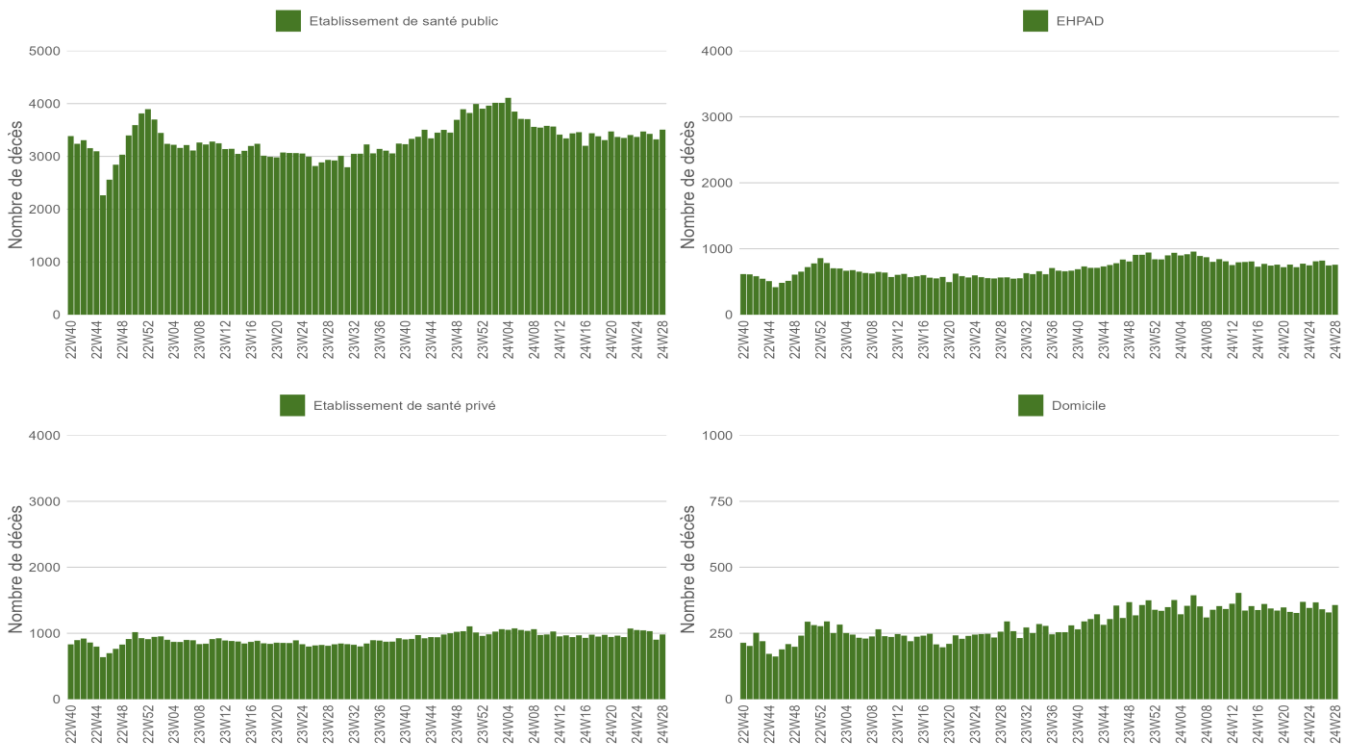 Etablissement de santé public
Nombre de décès
5000
4000
3000
2000
1000
0
22W40 22W44 22W48 22W52 23W04 23W08 23W12 23W16 23W20 23W24 23W28 23W32 23W36 23W40 23W44 23W48 23W52 24W04 24W08 24W12 24W16 24W20 24W24 24W28
EHPAD
Nombre de décès
4000
3000
2000
1000
0
22W40 22W44 22W48 22W52 23W04 23W08 23W12 23W16 23W20 23W24 23W28 23W32 23W36 23W40 23W44 23W48 23W52 24W04 24W08 24W12 24W16 24W20 24W24 24W28
Etablissement de santé privé
Nombre de décès
4000
3000
2000
1000
0
22W40 22W44 22W48 22W52 23W04 23W08 23W12 23W16 23W20 23W24 23W28 23W32 23W36 23W40 23W44 23W48 23W52 24W04 24W08 24W12 24W16 24W20 24W24 24W28
Domicile
Nombre de décès
1000
750
500
250
0
22W40 22W44 22W48 22W52 23W04 23W08 23W12 23W16 23W20 23W24 23W28 23W32 23W36 23W40 23W44 23W48 23W52 24W04 24W08 24W12 24W16 24W20 24W24 24W28